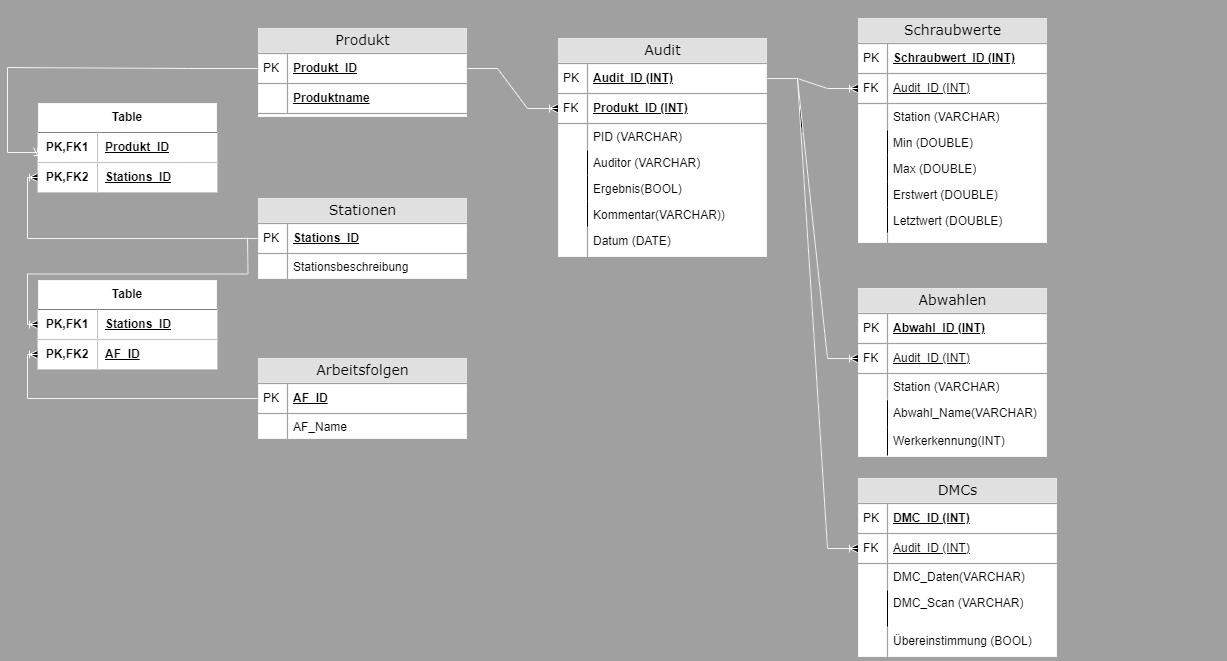 Produkt
PK Produkt_ID
Produktname
Table
PK,FK1 Produkt_ID
PK,FK2 Stations_ID
Stationen
PK Stations_ID
Stationsbeschreibung
Table
PK,FK1 Stations_ID
PK,FK2 AF_ID
Arbeitsfolgen
PK AF_ID
AF_Name
Audit
PK Audit_ID (INT)
FK Produkt_ID (INT)
PID (VARCHAR)
Auditor (VARCHAR)
Ergebnis(BOOL)
Kommentar(VARCHAR))
Datum (DATE)
Schraubwerte
PK Schraubwert_ID (INT)
FK Audit_ID (INT)
Station (VARCHAR)
Min (DOUBLE)
Max (DOUBLE)
Erstwert (DOUBLE)
Letztwert (DOUBLE)
Abwahlen
PK Abwahl_ID (INT)
FK Audit_ID (INT)
Station (VARCHAR)
Abwahl_Name(VARCHAR)
Werkerkennung(INT)
DMCs
PK DMC_ID (INT)
FK Audit_ID (INT)
DMC_Daten(VARCHAR)
DMC_Scan (VARCHAR)
Übereinstimmung (BOOL)